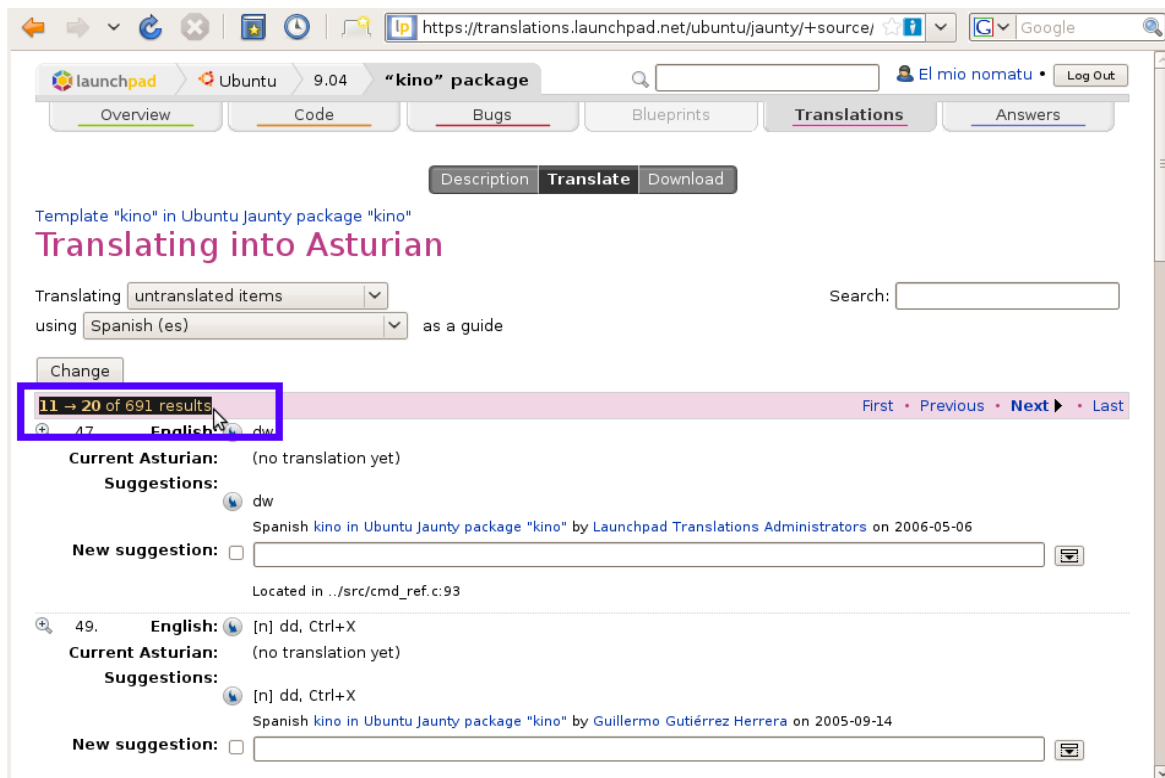 https://translations.launchpad.net/ubuntu/jaunty/+source/ Google
launchpad Ubuntu 9.04 “kino” package El mio nomatu • Log Out
Overview Code Bugs Blueprints Translations Answers
Description Translate Download
Template "kino" in Ubuntu Jaunty package "kino"
Translating into Asturian
Translating untranslated items Search:
using Spanish (es) as a guide
Change
11 → 20 of 691 results First • Previous • Next • Last
47. English: dw
Current Asturian: (no translation yet)
Suggestions:
dw
Spanish kino in Ubuntu Jaunty package "kino" by Launchpad Translations Administrators on 2006-05-06
New suggestion:
Located in ../src/cmd_ref.c:93
49. English: [n] dd, Ctrl+X
Current Asturian: (no translation yet)
Suggestions:
[n] dd, Ctrl+X
Spanish kino in Ubuntu Jaunty package "kino" by Guillermo Gutiérrez Herrera on 2005-09-14
New suggestion: